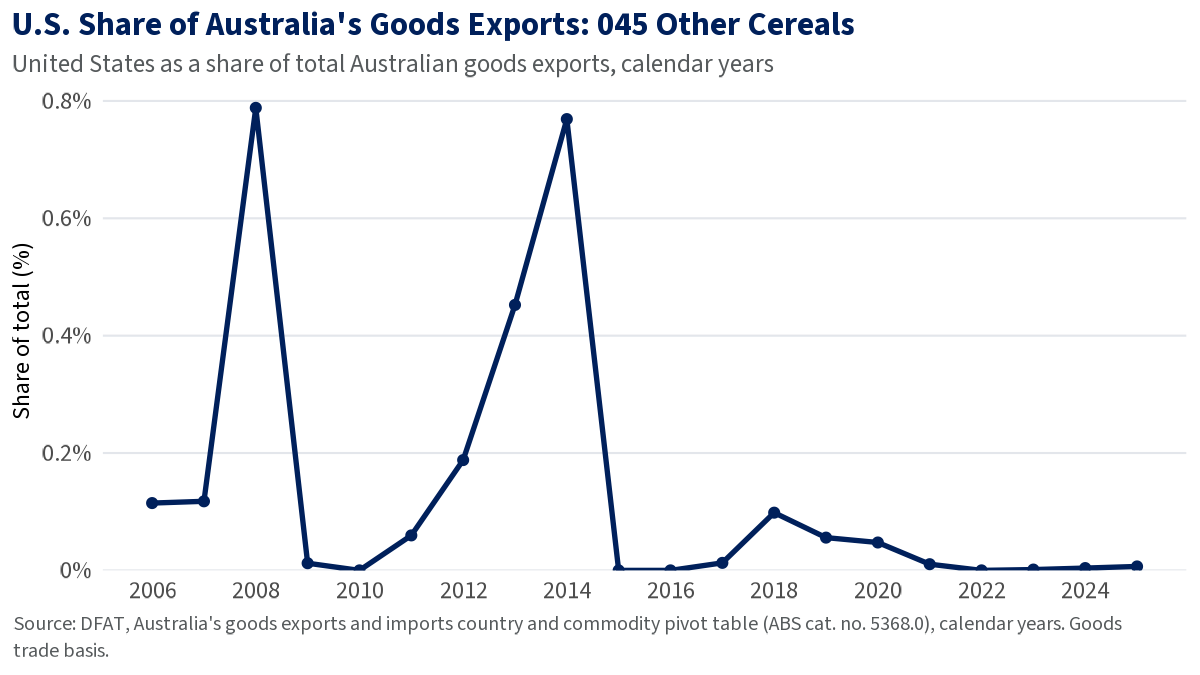 U.S. Share of Australia's Goods Exports: 045 Other Cereals
United States as a share of total Australian goods exports, calendar years
Share of total (%)
0.8%
0.6%
0.4%
0.2%
0%
2006 2008 2010 2012 2014 2016 2018 2020 2022 2024
Source: DFAT, Australia's goods exports and imports country and commodity pivot table (ABS cat. no. 5368.0), calendar years. Goods
trade basis.